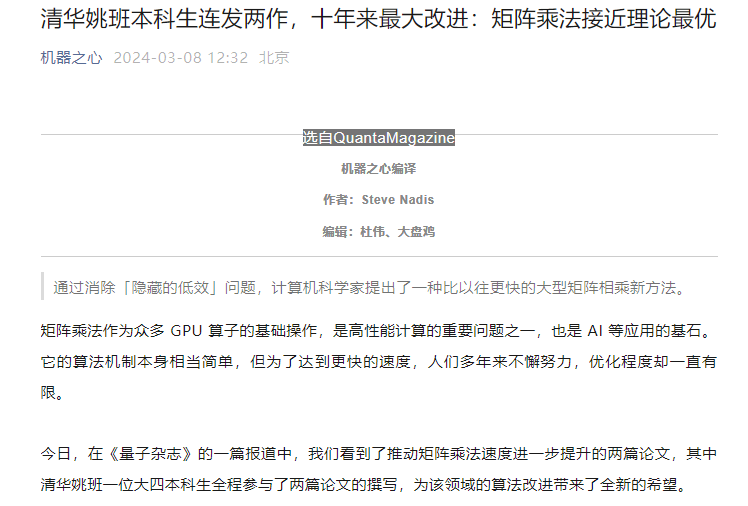 清华姚班本科生连发两作，十年来最大改进：矩阵乘法接近理论最优
机器之心 2024-03-08 12:32 北京
选自QuantaMagazine
机器之心编译
作者：Steve Nadis
编辑：杜伟、大盘鸡
通过消除「隐藏的低效」问题，计算机科学家提出了一种比以往更快的大型矩阵相乘新方法。
矩阵乘法作为众多 GPU 算子的基础操作，是高性能计算的重要问题之一，也是 AI 等应用的基石。
它的算法机制本身相当简单，但为了达到更快的速度，人们多年来不懈努力，优化程度却一直有
限。
今日，在《量子杂志》的一篇报道中，我们看到了推动矩阵乘法速度进一步提升的两篇论文，其中
清华姚班一位大四本科生全程参与了两篇论文的撰写，为该领域的算法改进带来了全新的希望。